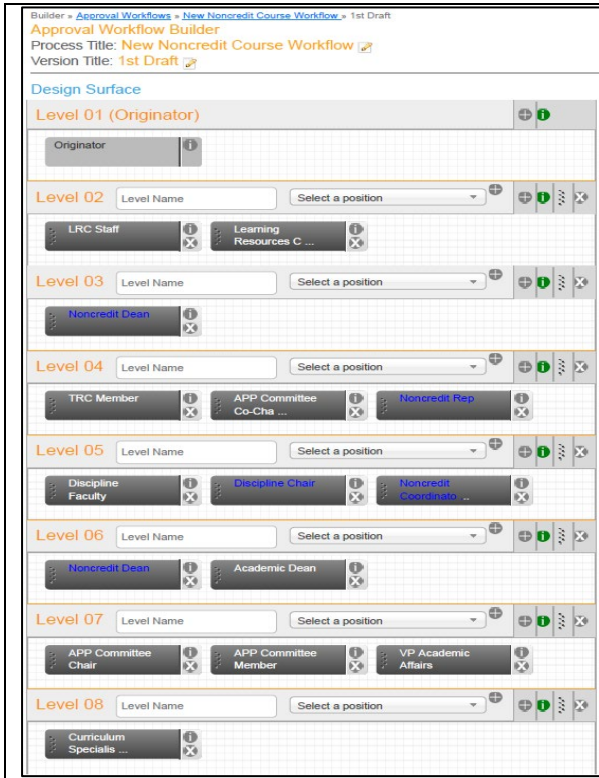 Builder » Approval Workflows » New Noncredit Course Workflow » 1st Draft
Approval Workflow Builder
Process Title: New Noncredit Course Workflow
Version Title: 1st Draft
Design Surface
Level 01 (Originator)
Originator
Level 02 Level Name Select a position
LRC Staff Learning
Resources C ...
Level 03 Level Name Select a position
Noncredit Dean
Level 04 Level Name Select a position
TRC Member APP Committee Noncredit Rep
Co-Cha ...
Level 05 Level Name Select a position
Discipline Discipline Chair Noncredit
Faculty Coordinato ...
Level 06 Level Name Select a position
Noncredit Dean Academic Dean
Level 07 Level Name Select a position
APP Committee APP Committee VP Academic
Chair Member Affairs
Level 08 Level Name Select a position
Curriculum
Specialis ...